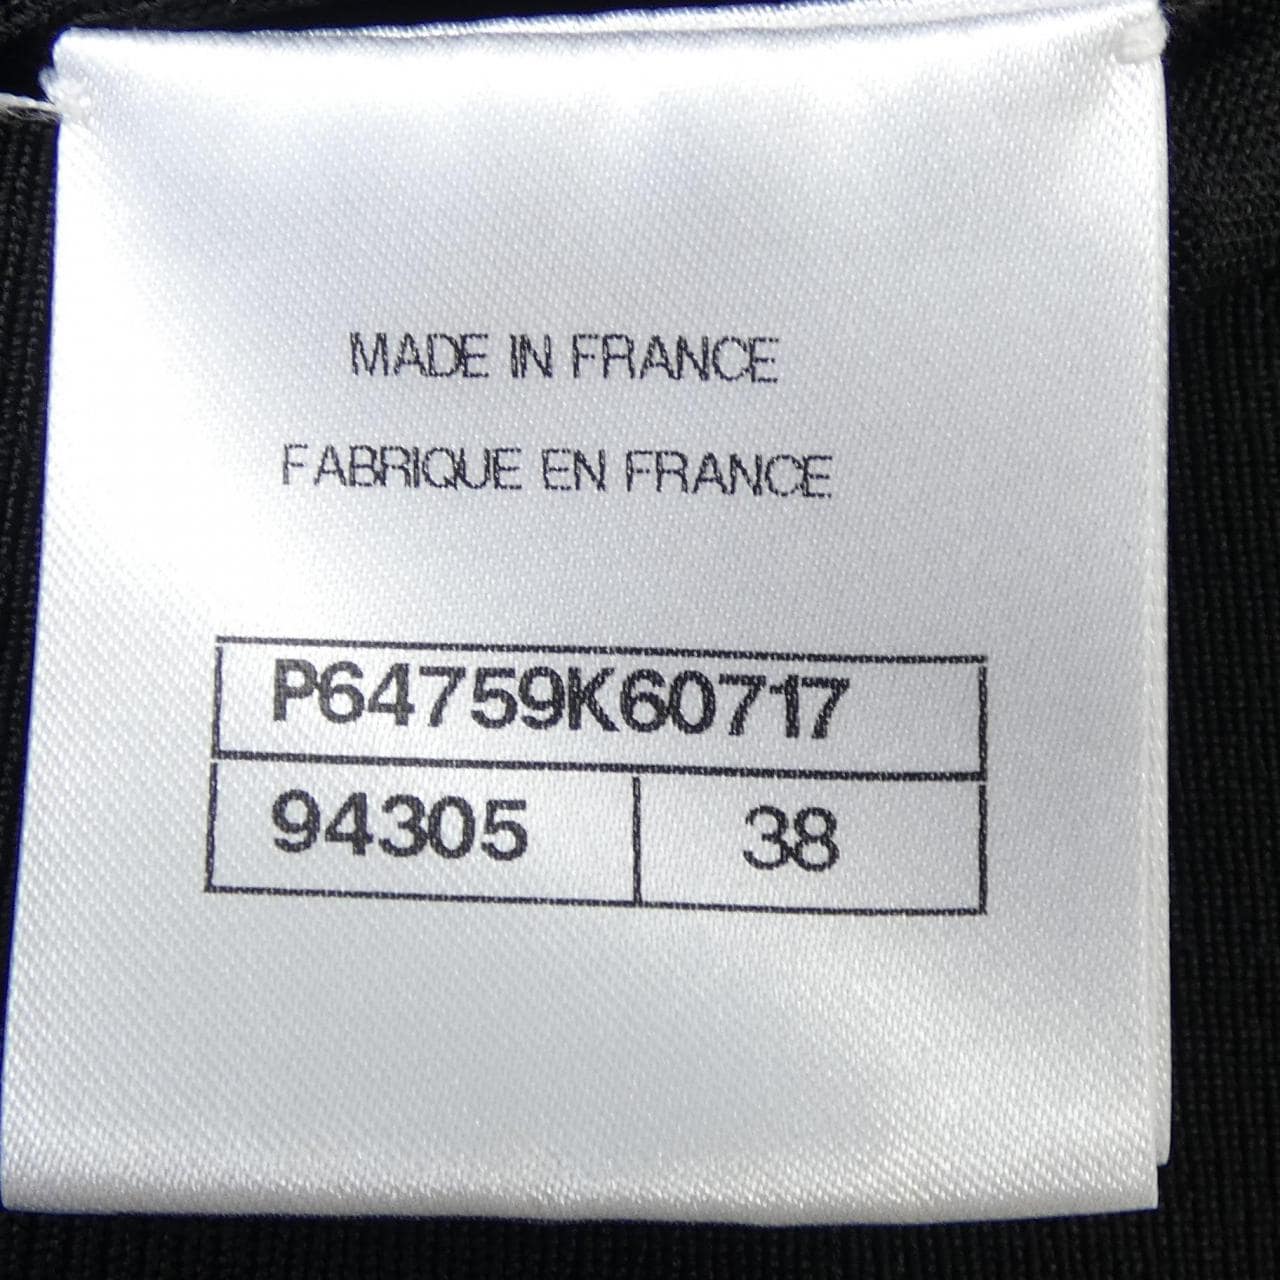 MADE IN FRANCE
FABRIQUE EN FRANCE
P64759K60717
94305 38